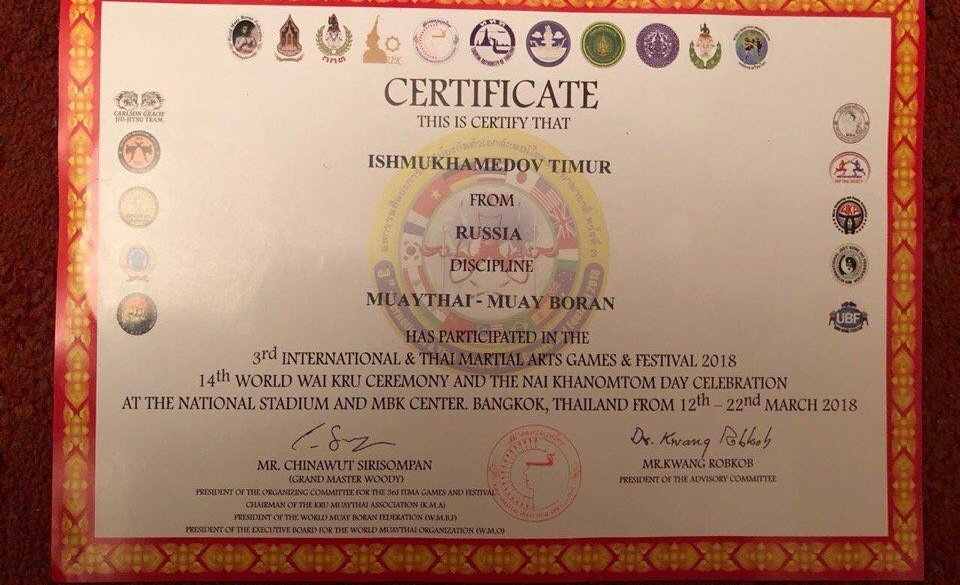 CERTIFICATE
THIS IS CERTIFY THAT
ISHMUKHAMEDOV TIMUR
FROM
RUSSIA
DISCIPLINE
MUAYTHAI - MUAY BORAN
HAS PARTICIPATED IN THE
3rd INTERNATIONAL & THAI MARTIAL ARTS GAMES & FESTIVAL 2018
14th WORLD WAI KRU CEREMONY AND THE NAI KHANOMTOM DAY CELEBRATION
AT THE NATIONAL STADIUM AND MBK CENTER. BANGKOK, THAILAND FROM 12th – 22nd MARCH 2018
CARLSON GRACIE
JIU-JITSU TEAM.
UBF
MR. CHINAWUT SIRISOMPAN
(GRAND MASTER WOODY)
PRESIDENT OF THE ORGANIZING COMMITTEE FOR THE 3rd ITMA GAMES AND FESTIVAL
CHAIRMAN OF THE KRU MUAYTHAI ASSOCIATION (K.M.A)
PRESIDENT OF THE WORLD MUAY BORAN FEDERATION (W.M.B.F)
PRESIDENT OF THE EXECUTIVE BOARD FOR THE WORLD MUAYTHAI ORGANIZATION (W.M.O)
Dr. Kwang Robkob
MR.KWANG ROBKOB
PRESIDENT OF THE ADVISORY COMMITTEE